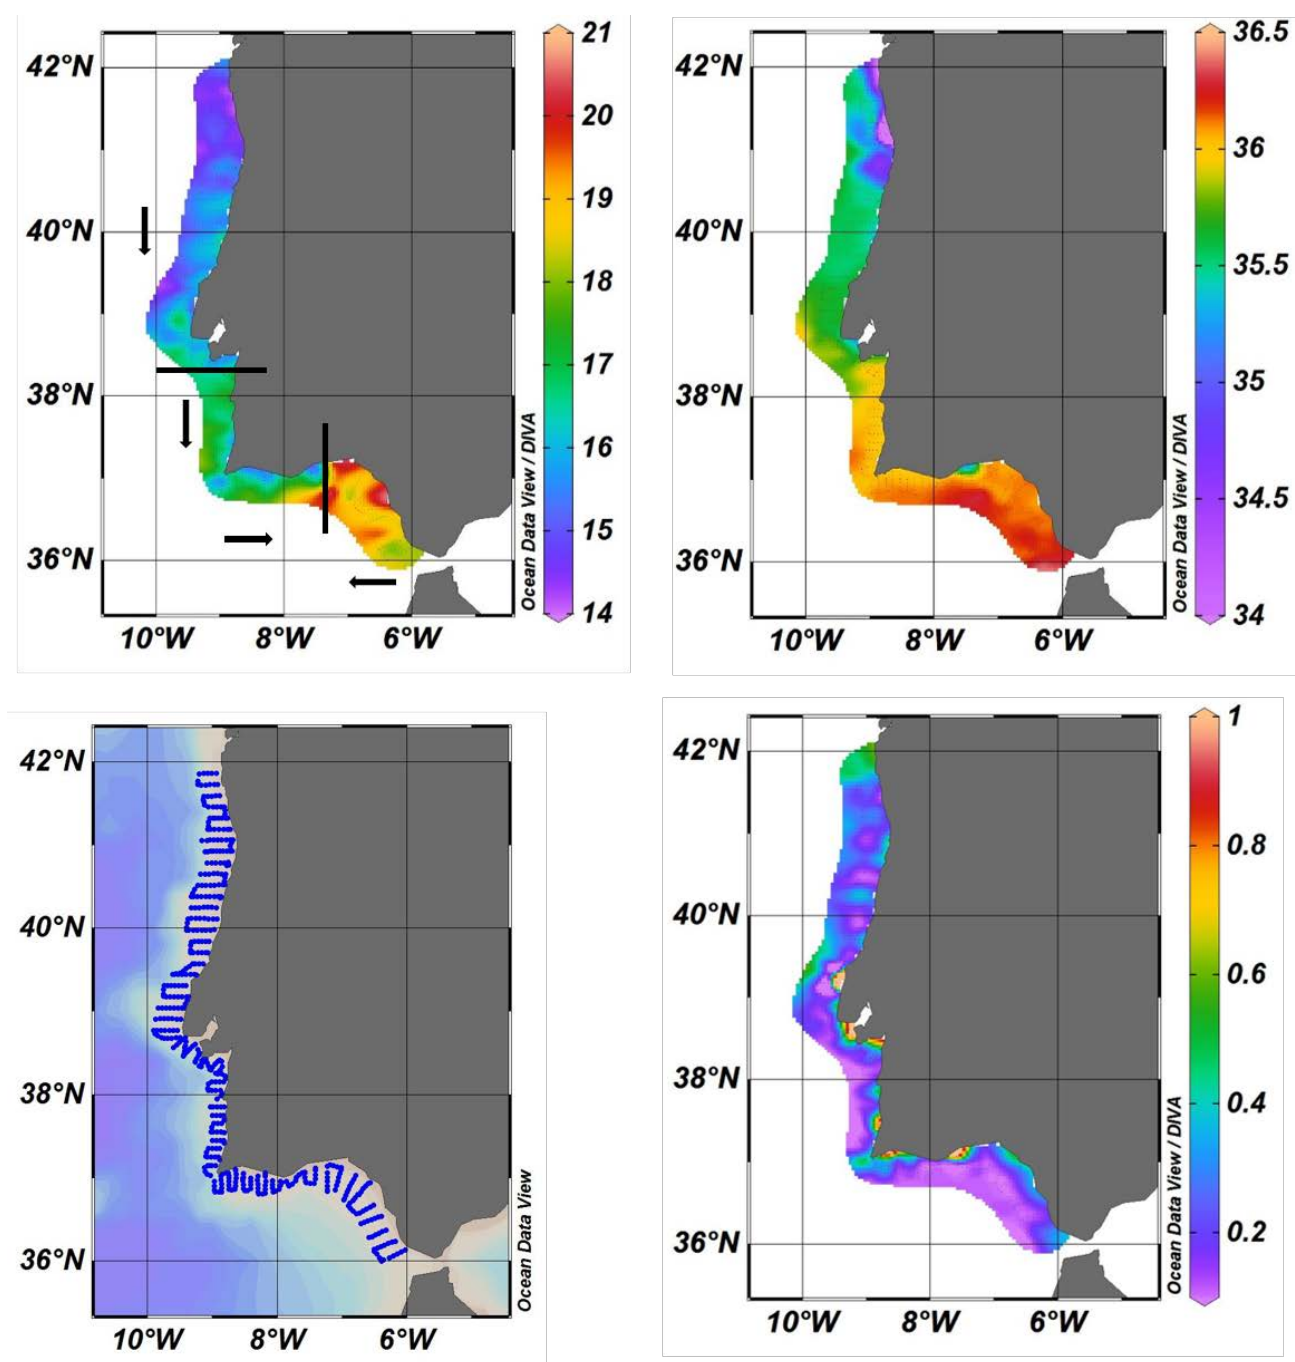 42°N
40°N
38°N
36°N
10°W 8°W 6°W
Ocean Data View / DIVA
21
20
19
18
17
16
15
14
42°N
40°N
38°N
36°N
10°W 8°W 6°W
Ocean Data View / DIVA
36.5
36
35.5
35
34.5
34
42°N
40°N
38°N
36°N
10°W 8°W 6°W
Ocean Data View
42°N
40°N
38°N
36°N
10°W 8°W 6°W
Ocean Data View / DIVA
1
0.8
0.6
0.4
0.2